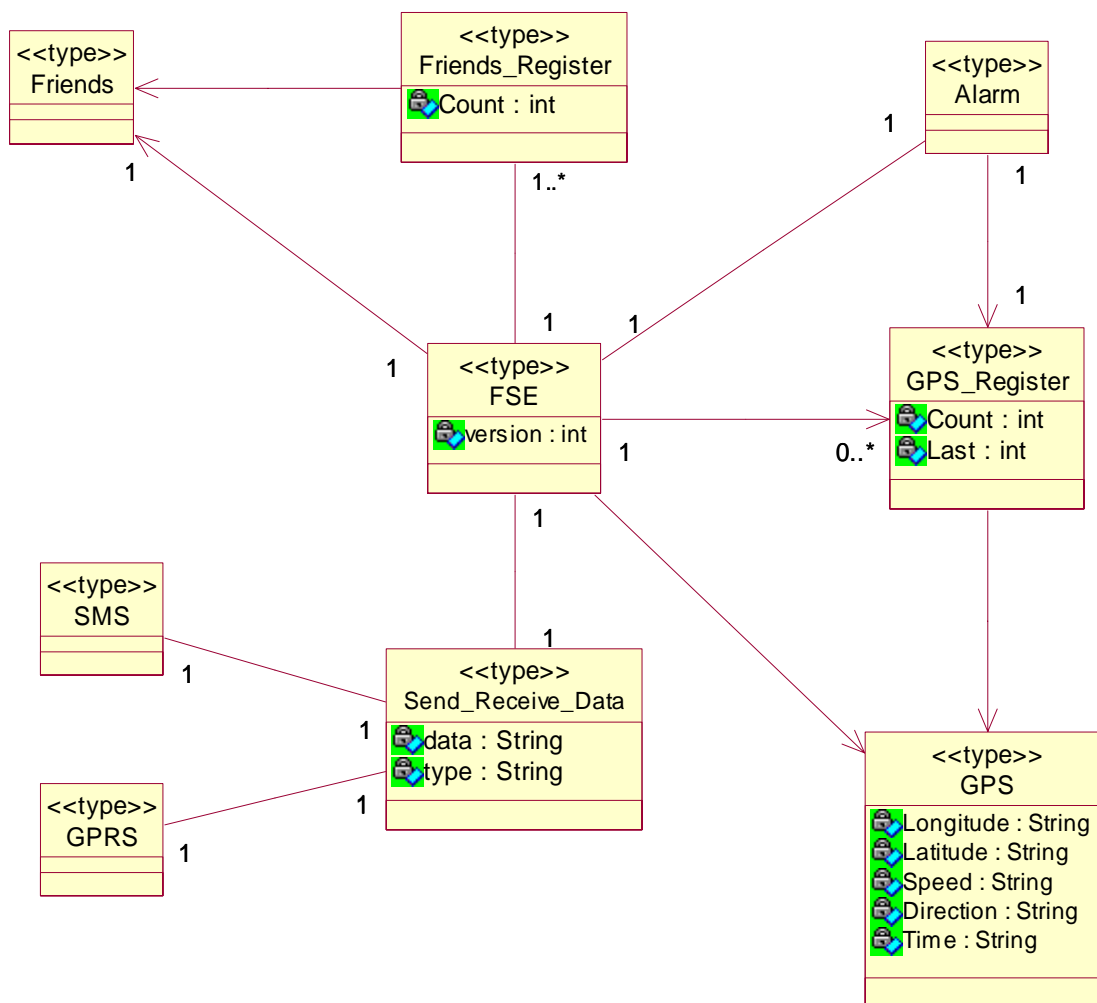 <<type>>
Friends
<<type>>
Friends_Register
Count : int
<<type>>
Alarm
1
1
1..*
1
1
1
1
1
<<type>>
FSE
version : int
<<type>>
GPS_Register
Count : int
Last : int
1
0..*
1
<<type>>
SMS
1
1
<<type>>
Send_Receive_Data
data : String
type : String
1
1
<<type>>
GPRS
1
<<type>>
GPS
Longitude : String
Latitude : String
Speed : String
Direction : String
Time : String